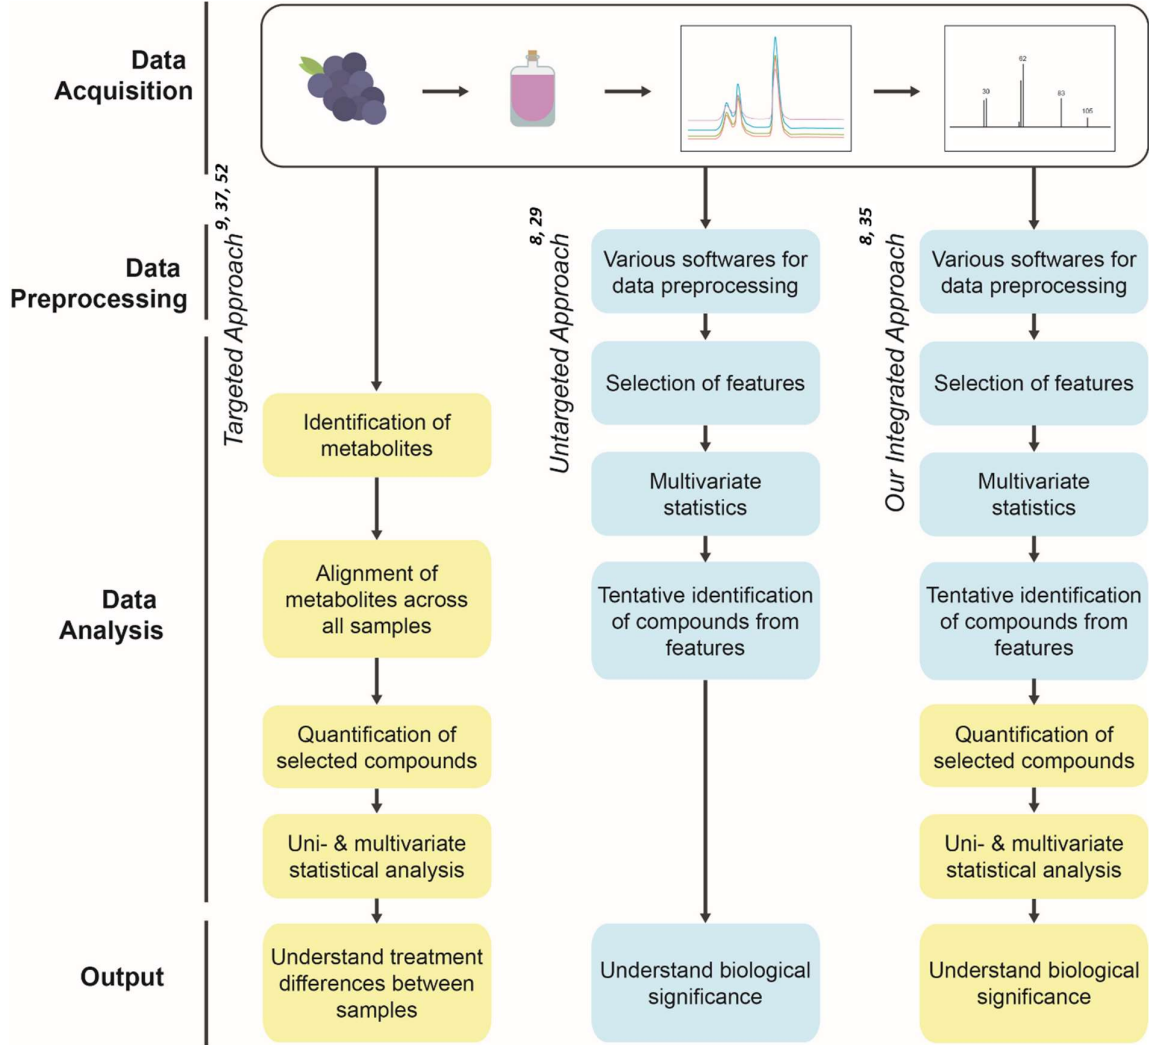 Data
Acquisition
30
62
83
105
Data
Preprocessing
Data
Analysis
Output
Targeted Approach 9, 37, 52
Identification of
metabolites
Alignment of
metabolites across
all samples
Quantification of
selected compounds
Uni- & multivariate
statistical analysis
Understand treatment
differences between
samples
Untargeted Approach 8, 29
Various softwares for
data preprocessing
Selection of features
Multivariate
statistics
Tentative identification
of compounds from
features
Understand biological
significance
Our Integrated Approach 8, 35
Various softwares for
data preprocessing
Selection of features
Multivariate
statistics
Tentative identification
of compounds from
features
Quantification of
selected compounds
Uni- & multivariate
statistical analysis
Understand biological
significance